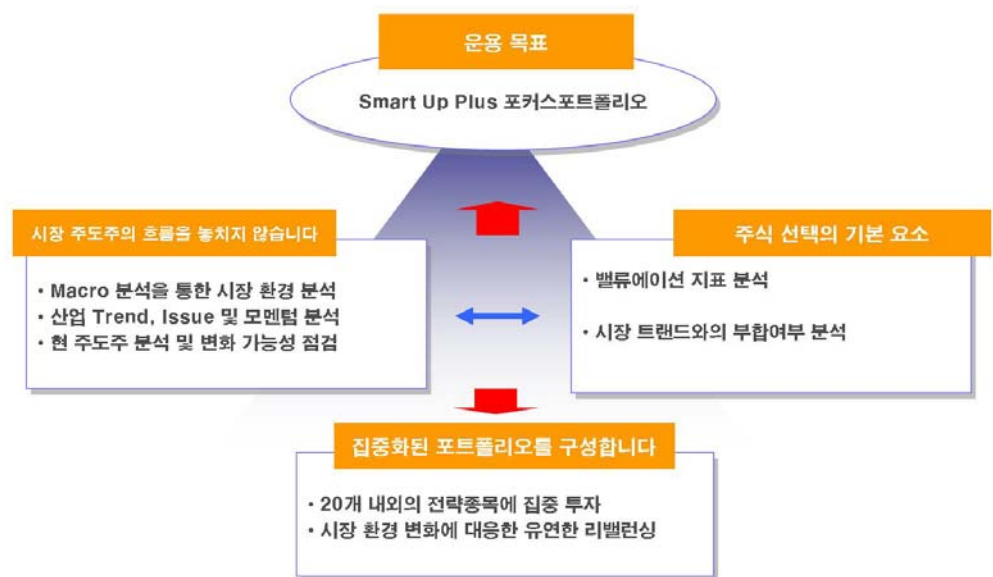 운용 목표
Smart Up Plus 포커스포트폴리오
시장 주도주의 흐름을 놓치지 않습니다
• Macro 분석을 통한 시장 환경 분석
• 산업 Trend, Issue 및 모멘텀 분석
• 현 주도주 분석 및 변화 가능성 점검
주식 선택의 기본 요소
• 밸류에이션 지표 분석
• 시장 트랜드와의 부합여부 분석
집중화된 포트폴리오를 구성합니다
• 20개 내외의 전략종목에 집중 투자
• 시장 환경 변화에 대응한 유연한 리밸런싱